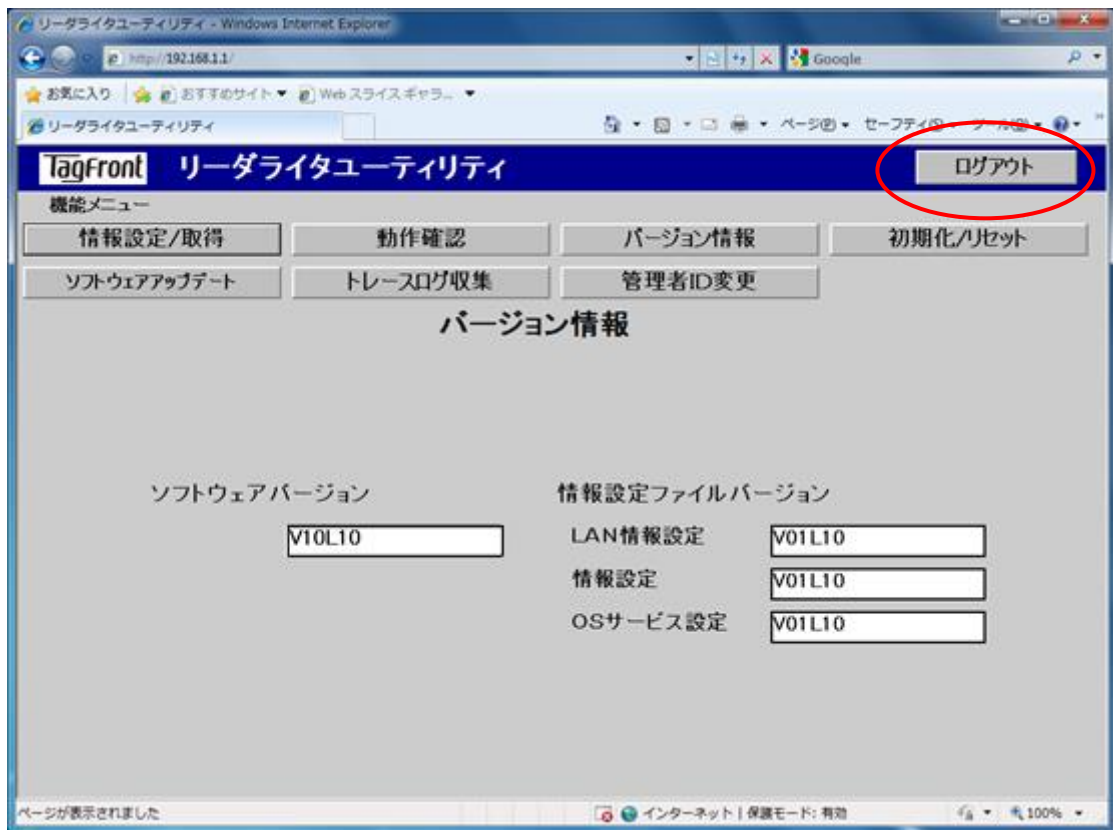 リーダライタユーティリティ - Windows Internet Explorer
http://192.168.1.1/
Google
お気に入り おすすめサイト Web スライス ギャラ...
リーダライタユーティリティ
ページ(P) セーフティ(S) ツール(O)
TagFront リーダライタユーティリティ ログアウト
機能メニュー
情報設定/取得 動作確認 バージョン情報 初期化/リセット
ソフトウェアアップデート トレースログ収集 管理者ID変更
バージョン情報
ソフトウェアバージョン 情報設定ファイルバージョン
V10L10 LAN情報設定 V01L10
情報設定 V01L10
OSサービス設定 V01L10
ページが表示されました インターネット | 保護モード: 有効 100%